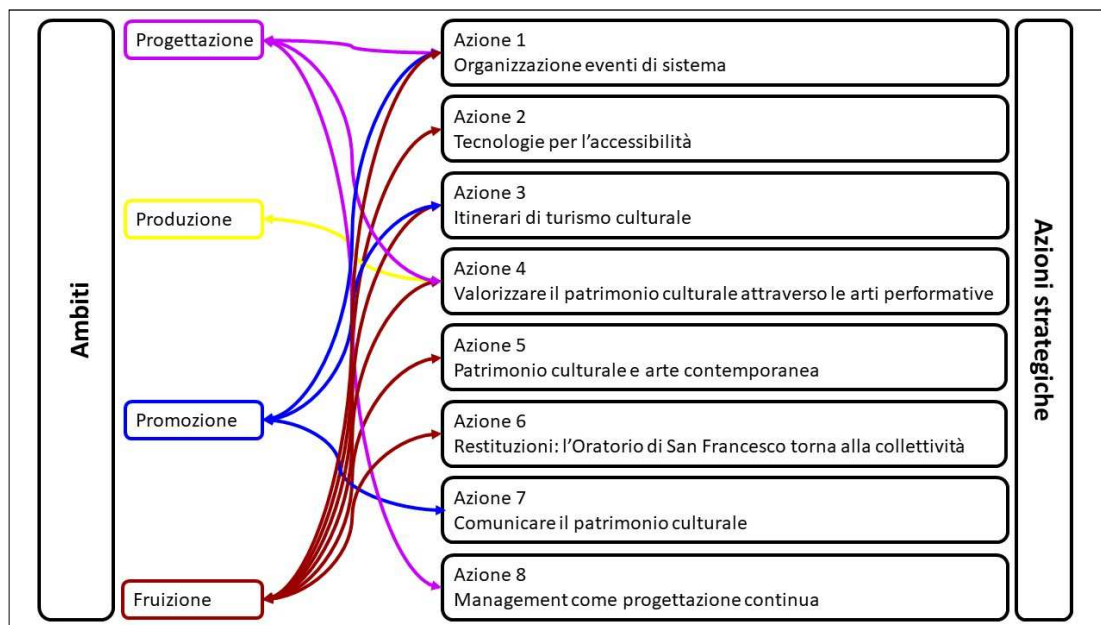 Ambiti
Progettazione
Produzione
Promozione
Fruizione
Azione 1
Organizzazione eventi di sistema
Azione 2
Tecnologie per l’accessibilità
Azione 3
Itinerari di turismo culturale
Azione 4
Valorizzare il patrimonio culturale attraverso le arti performative
Azione 5
Patrimonio culturale e arte contemporanea
Azione 6
Restituzioni: l’Oratorio di San Francesco torna alla collettività
Azione 7
Comunicare il patrimonio culturale
Azione 8
Management come progettazione continua
Azioni strategiche